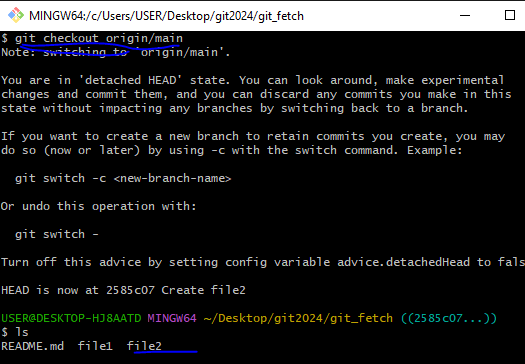 MINGW64:/c/Users/USER/Desktop/git2024/git_fetch
$ git checkout origin/main
Note: switching to 'origin/main'.
You are in 'detached HEAD' state. You can look around, make experimental
changes and commit them, and you can discard any commits you make in this
state without impacting any branches by switching back to a branch.
If you want to create a new branch to retain commits you create, you may
do so (now or later) by using -c with the switch command. Example:
git switch -c <new-branch-name>
Or undo this operation with:
git switch -
Turn off this advice by setting config variable advice.detachedHead to fals
HEAD is now at 2585c07 Create file2
USER@DESKTOP-HJ8AATD MINGW64 ~/Desktop/git2024/git_fetch ((2585c07...))
$ ls
README.md file1 file2